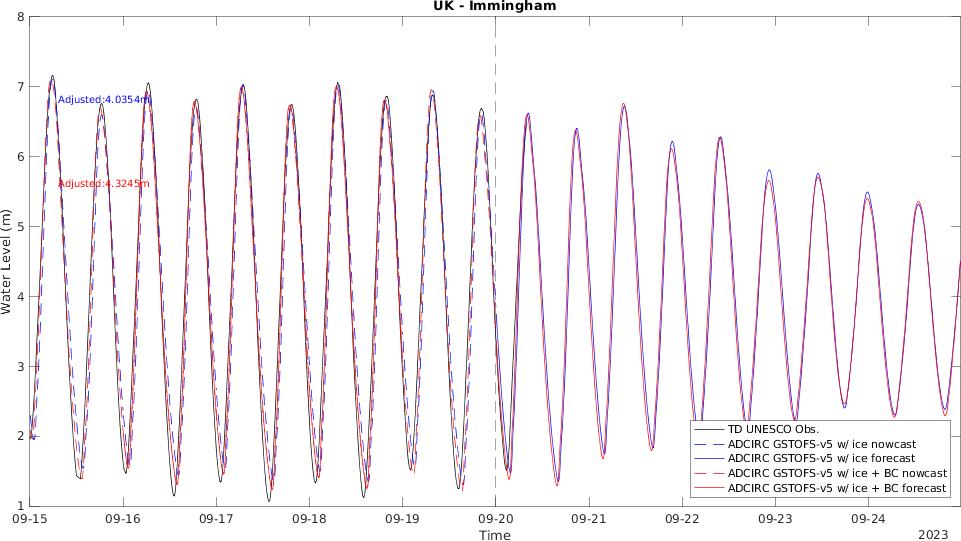 UK - Immingham
8
7
6
5
4
3
2
1
Water Level (m)
Adjusted:4.0354m
Adjusted:4.3245m
TD UNESCO Obs.
ADCIRC GSTOFS-v5 w/ ice nowcast
ADCIRC GSTOFS-v5 w/ ice forecast
ADCIRC GSTOFS-v5 w/ ice + BC nowcast
ADCIRC GSTOFS-v5 w/ ice + BC forecast
09-15 09-16 09-17 09-18 09-19 09-20 09-21 09-22 09-23 09-24
Time
2023